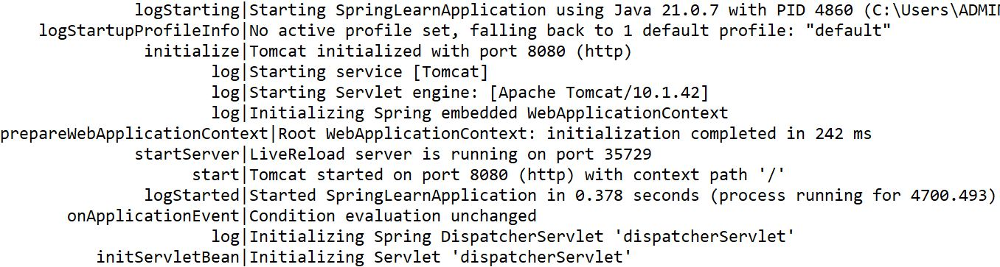 logStarting|Starting SpringLearnApplication using Java 21.0.7 with PID 4860 (C:\Users\ADMI
logStartupProfileInfo|No active profile set, falling back to 1 default profile: "default"
initialize|Tomcat initialized with port 8080 (http)
log|Starting service [Tomcat]
log|Starting Servlet engine: [Apache Tomcat/10.1.42]
log|Initializing Spring embedded WebApplicationContext
prepareWebApplicationContext|Root WebApplicationContext: initialization completed in 242 ms
startServer|LiveReload server is running on port 35729
start|Tomcat started on port 8080 (http) with context path '/'
logStarted|Started SpringLearnApplication in 0.378 seconds (process running for 4700.493)
onApplicationEvent|Condition evaluation unchanged
log|Initializing Spring DispatcherServlet 'dispatcherServlet'
initServletBean|Initializing Servlet 'dispatcherServlet'